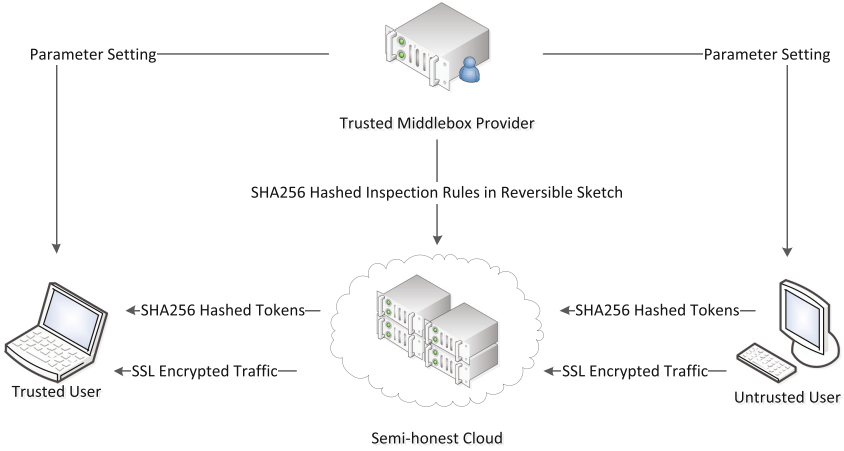 Parameter Setting
Parameter Setting
Trusted Middlebox Provider
SHA256 Hashed Inspection Rules in Reversible Sketch
SHA256 Hashed Tokens
SHA256 Hashed Tokens
SSL Encrypted Traffic
SSL Encrypted Traffic
Trusted User
Untrusted User
Semi-honest Cloud